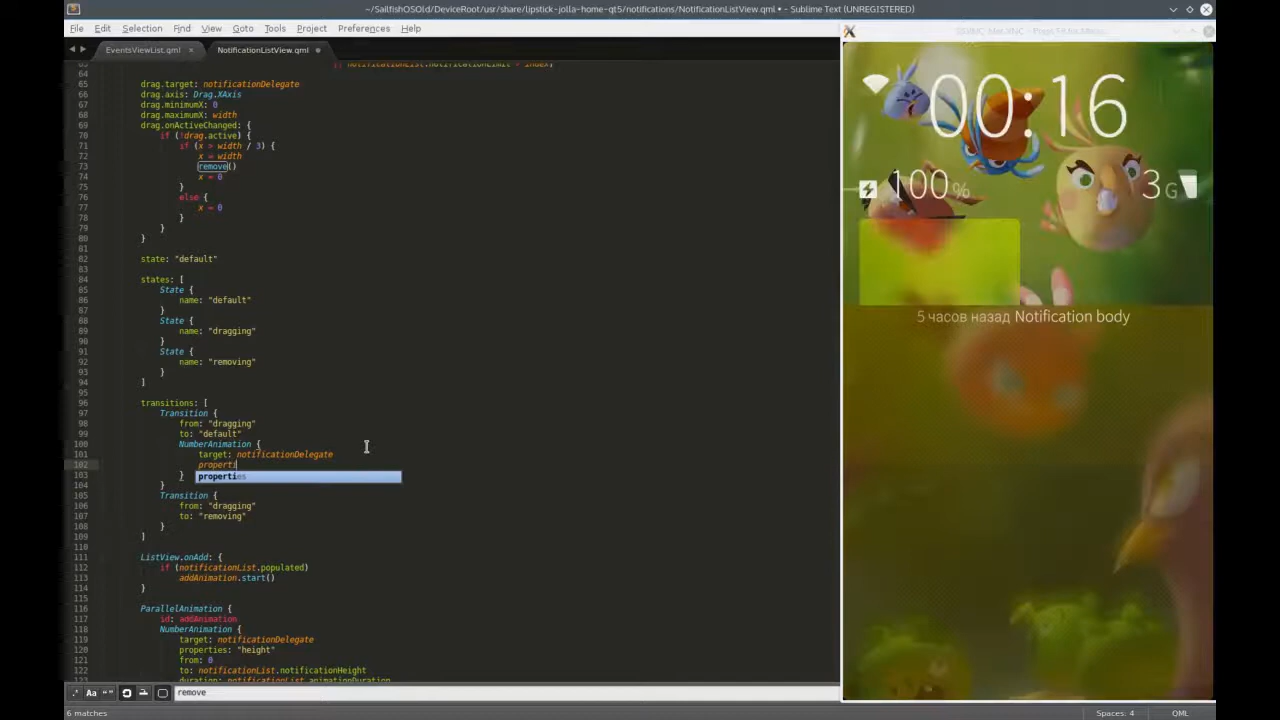 ~/SailfishOSOld/DeviceRoot/usr/share/lipstick-jolla-home-qt5/notifications/NotificationListView.qml • - Sublime Text (UNREGISTERED)
File Edit Selection Find View Goto Tools Project Preferences Help
EventsViewList.qml × NotificationListView.qml
|| notificationList.notificationLimit > index;
64
65 drag.target: notificationDelegate
66 drag.axis: Drag.XAxis
67 drag.minimumX: 0
68 drag.maximumX: width
69 drag.onActiveChanged: {
70 if (!drag.active) {
71 if (x > width / 3) {
72 x = width
73 remove()
74 x = 0
75 }
76 else {
77 x = 0
78 }
79 }
80 }
81
82 state: "default"
83
84 states: [
85 State {
86 name: "default"
87 }
88 State {
89 name: "dragging"
90 }
91 State {
92 name: "removing"
93 }
94 ]
95
96 transitions: [
97 Transition {
98 from: "dragging"
99 to: "default"
100 NumberAnimation {
101 target: notificationDelegate
102 properti
103 } properties
104 }
105 Transition {
106 from: "dragging"
107 to: "removing"
108 }
109 ]
110
111 ListView.onAdd: {
112 if (notificationList.populated)
113 addAnimation.start()
114 }
115
116 ParallelAnimation {
117 id: addAnimation
118 NumberAnimation {
119 target: notificationDelegate
120 properties: "height"
121 from: 0
122 to: notificationList.notificationHeight
123 duration: notificationList.animationDuration
.* Aa “” remove
6 matches Spaces: 4 QML
00:16
100% 3G
5 часов назад Notification body